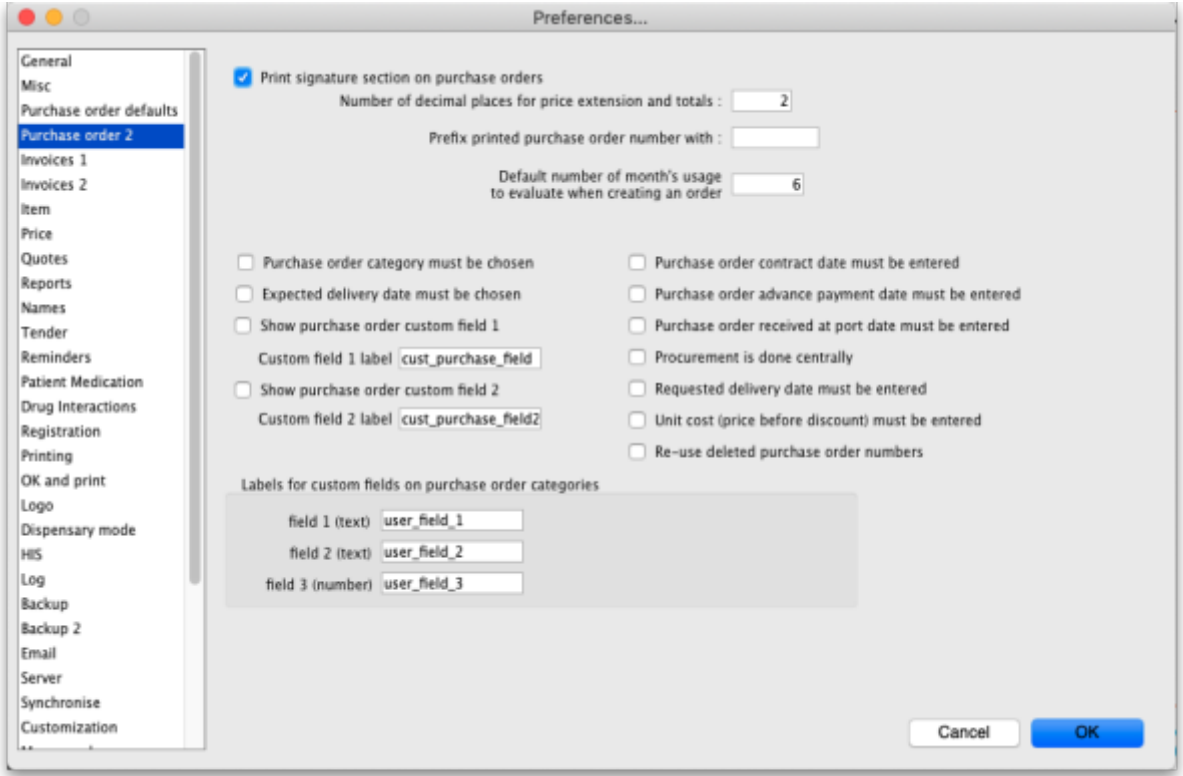 Preferences...
General
Misc
Purchase order defaults
Purchase order 2
Invoices 1
Invoices 2
Item
Price
Quotes
Reports
Names
Tender
Reminders
Patient Medication
Drug Interactions
Registration
Printing
OK and print
Logo
Dispensary mode
HIS
Log
Backup
Backup 2
Email
Server
Synchronise
Customization
Print signature section on purchase orders
Number of decimal places for price extension and totals : 2
Prefix printed purchase order number with :
Default number of month's usage
to evaluate when creating an order 6
Purchase order category must be chosen
Expected delivery date must be chosen
Show purchase order custom field 1
Custom field 1 label cust_purchase_field
Show purchase order custom field 2
Custom field 2 label cust_purchase_field2
Purchase order contract date must be entered
Purchase order advance payment date must be entered
Purchase order received at port date must be entered
Procurement is done centrally
Requested delivery date must be entered
Unit cost (price before discount) must be entered
Re-use deleted purchase order numbers
Labels for custom fields on purchase order categories
field 1 (text) user_field_1
field 2 (text) user_field_2
field 3 (number) user_field_3
Cancel
OK